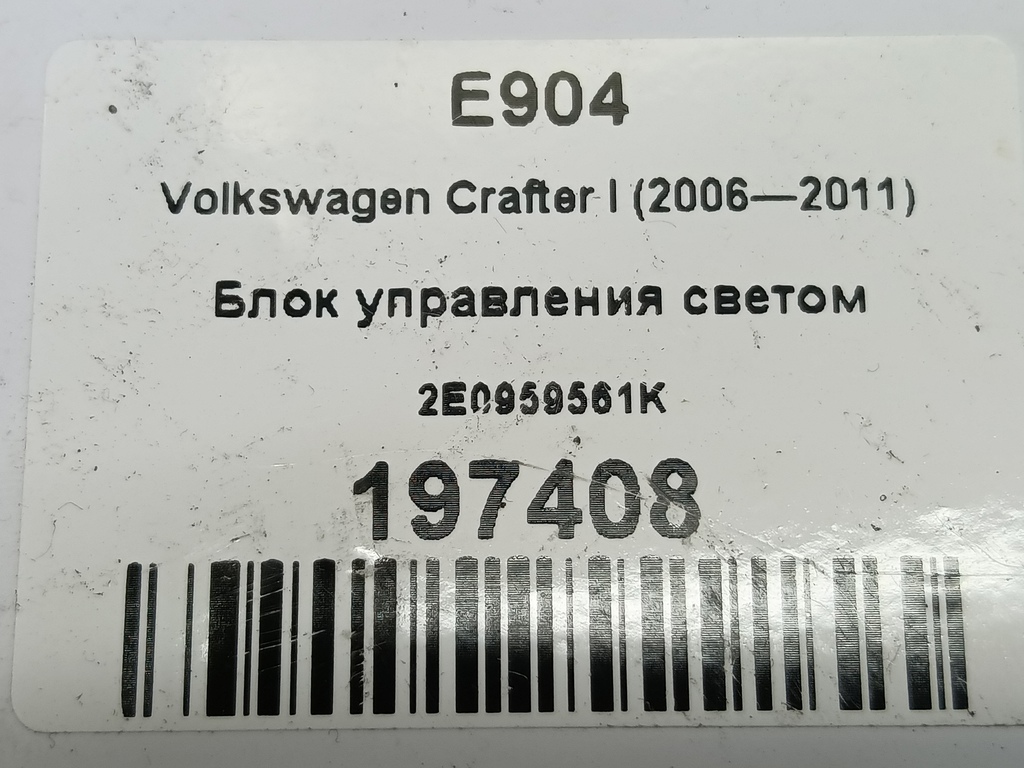 E904
Volkswagen Crafter I (2006—2011)
Блок управления светом
2E0959561K
197408